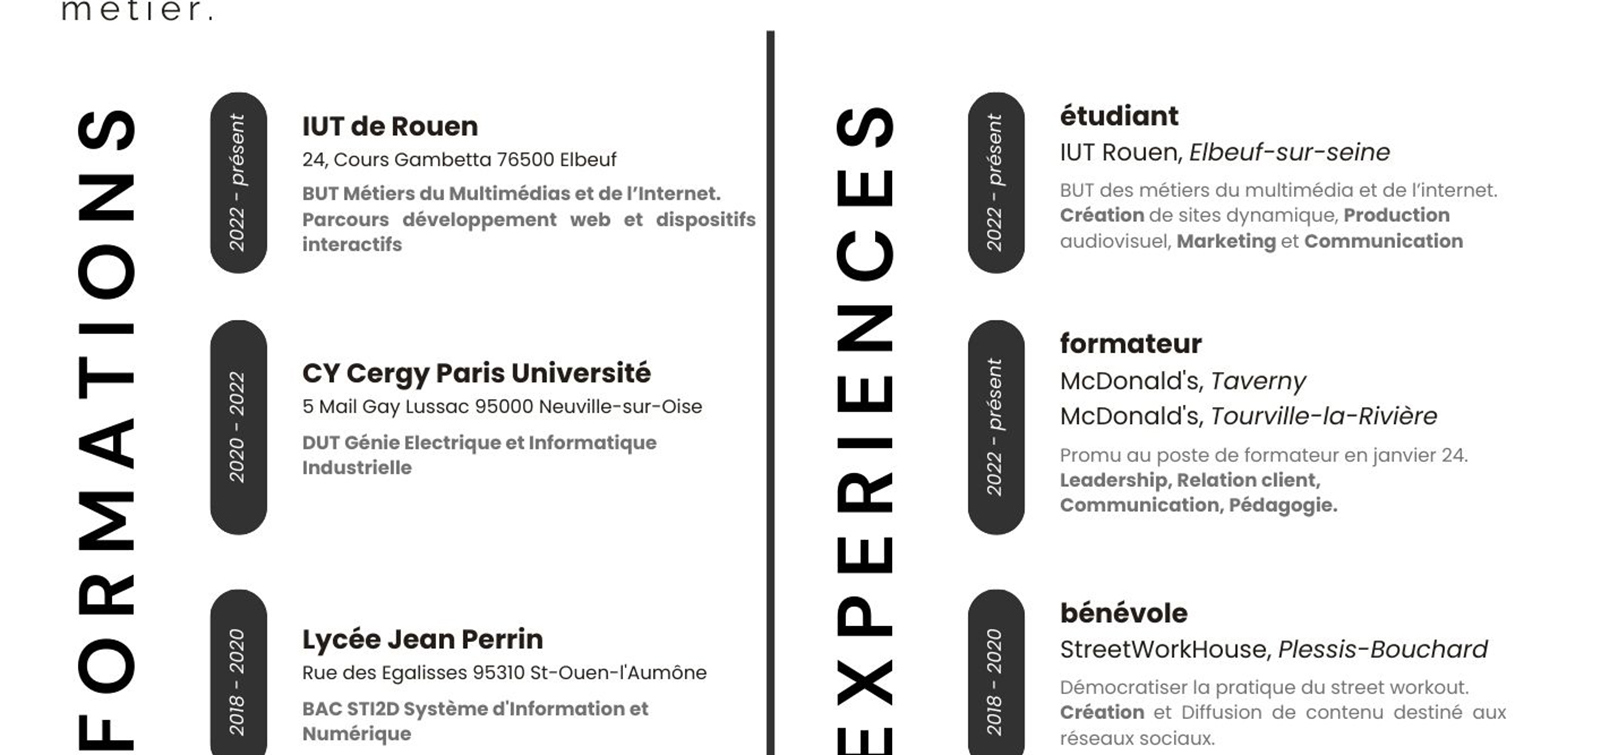 métier.
FORMATIONS
2022 - présent
IUT de Rouen
24, Cours Gambetta 76500 Elbeuf
BUT Métiers du Multimédias et de l’Internet.
Parcours développement web et dispositifs
interactifs
2020 - 2022
CY Cergy Paris Université
5 Mail Gay Lussac 95000 Neuville-sur-Oise
DUT Génie Electrique et Informatique
Industrielle
2018 - 2020
Lycée Jean Perrin
Rue des Egalisses 95310 St-Ouen-l'Aumône
BAC STI2D Système d'Information et
Numérique
EXPERIENCES
2022 - présent
étudiant
IUT Rouen, Elbeuf-sur-seine
BUT des métiers du multimédia et de l’internet.
Création de sites dynamique, Production
audiovisuel, Marketing et Communication
2022 - présent
formateur
McDonald's, Taverny
McDonald's, Tourville-la-Rivière
Promu au poste de formateur en janvier 24.
Leadership, Relation client,
Communication, Pédagogie.
2018 - 2020
bénévole
StreetWorkHouse, Plessis-Bouchard
Démocratiser la pratique du street workout.
Création et Diffusion de contenu destiné aux
réseaux sociaux.